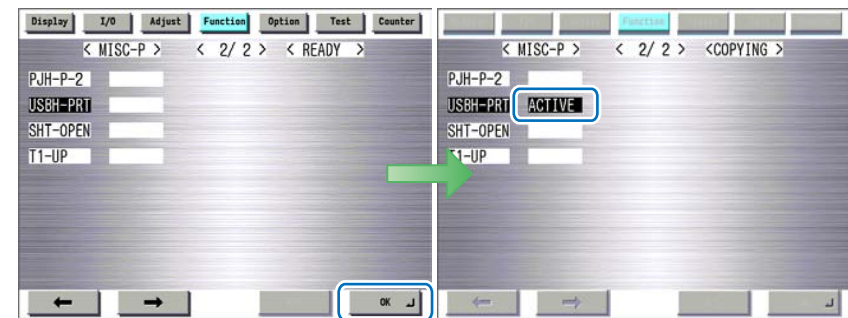 Display I/O Adjust Function Option Test Counter
< MISC-P > < 2/ 2 > < READY >
PJH-P-2
USBH-PRT
SHT-OPEN
T1-UP
OK
Function
< MISC-P > < 2/ 2 > <COPYING >
PJH-P-2
USBH-PRT ACTIVE
SHT-OPEN
T1-UP